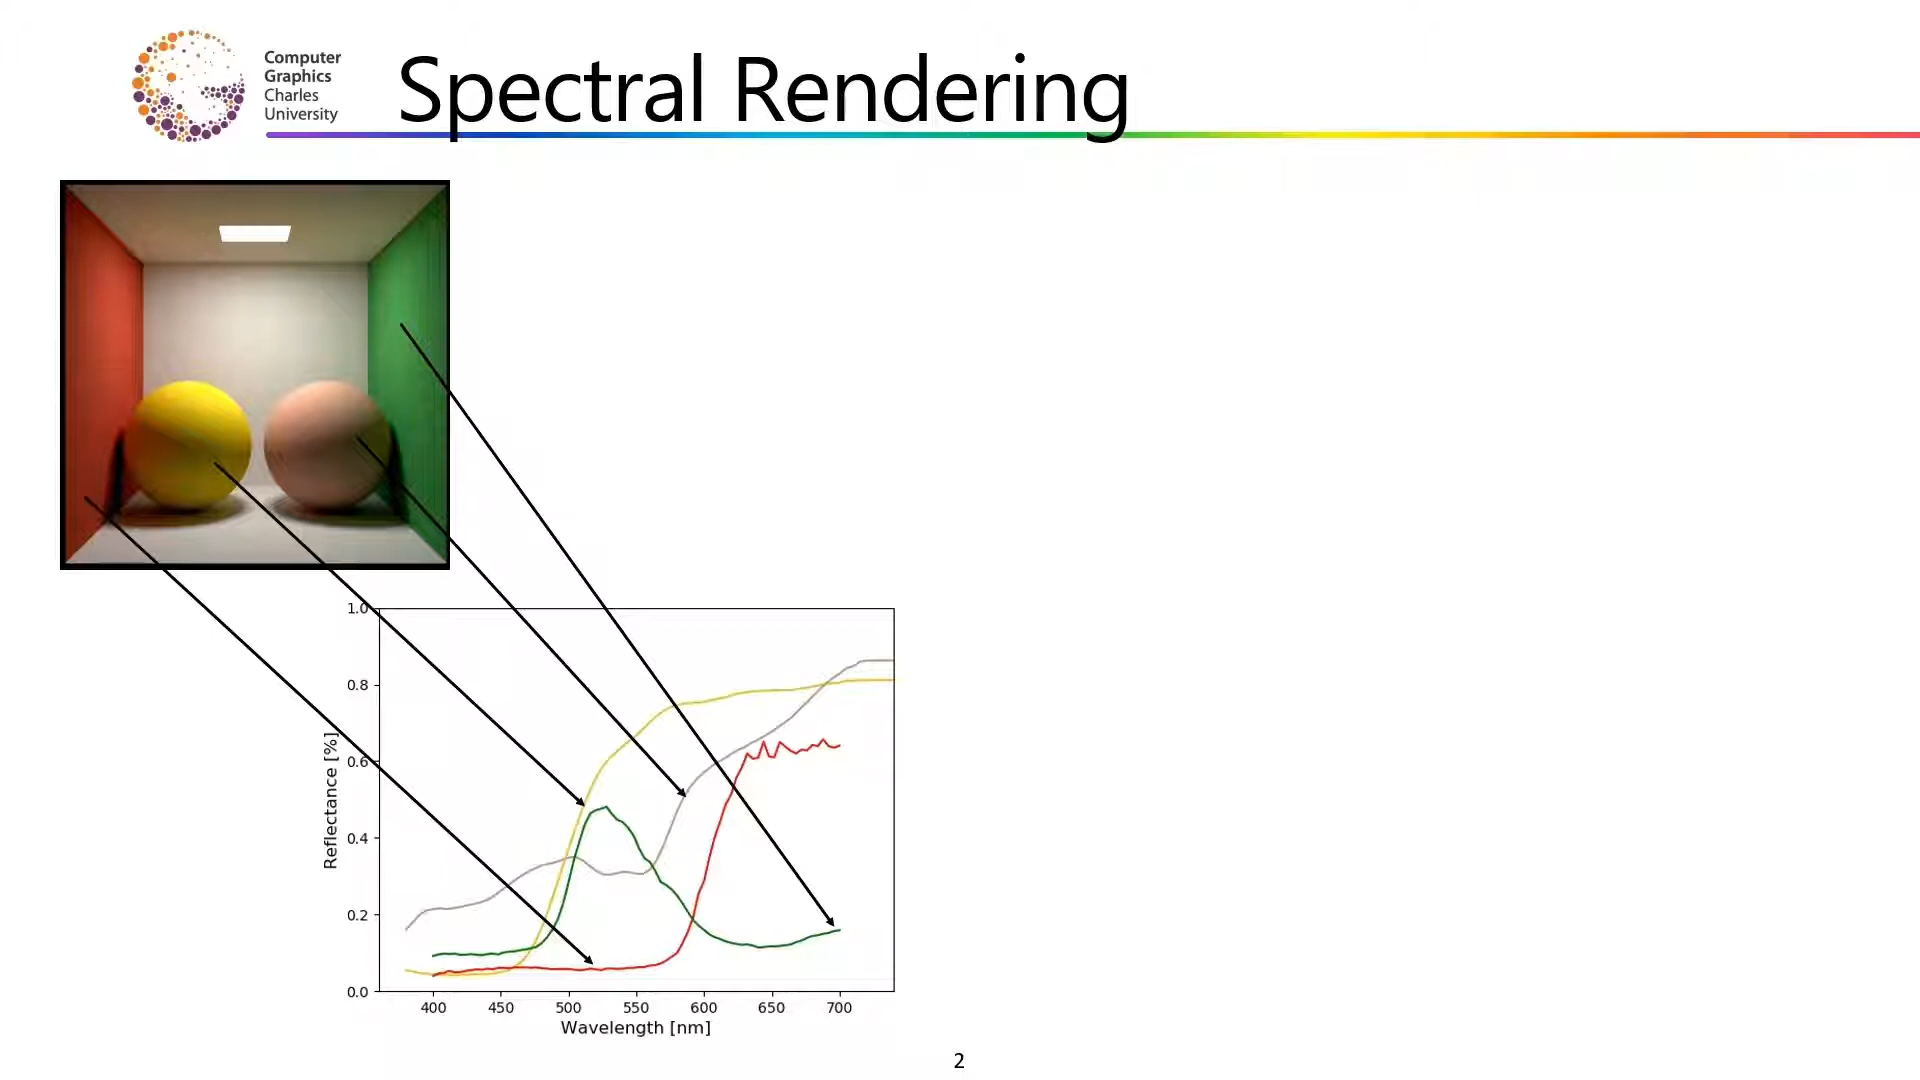 Computer
Graphics
Charles
University
Spectral Rendering
1.0
0.8
0.6
0.4
0.2
0.0
Reflectance [%]
400 450 500 550 600 650 700
Wavelength [nm]
2